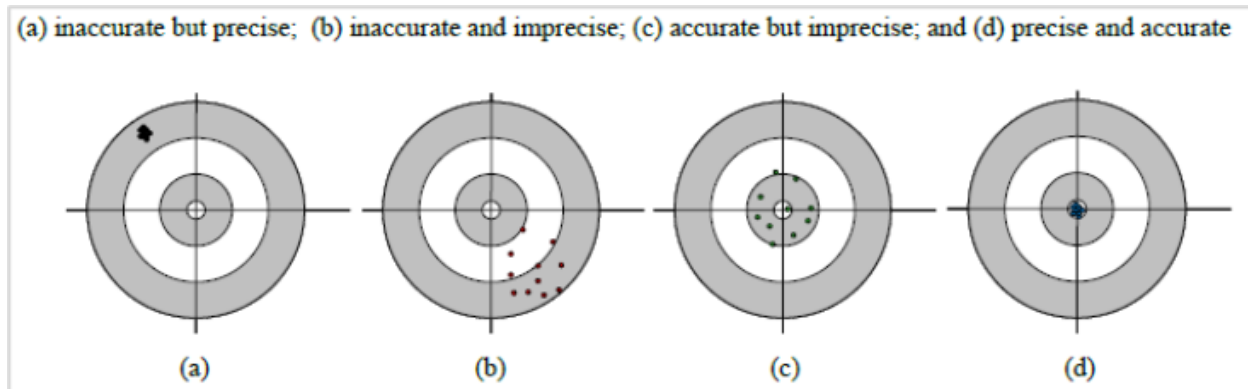 (a) inaccurate but precise; (b) inaccurate and imprecise; (c) accurate but imprecise; and (d) precise and accurate
(a) (b) (c) (d)